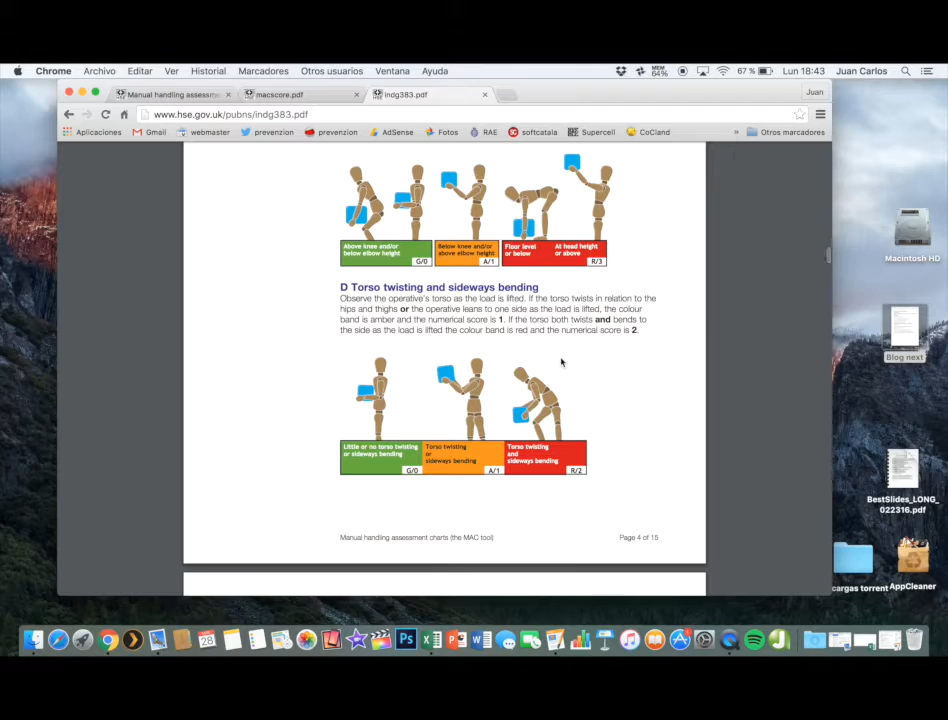 Chrome Archivo Editar Ver Historial Marcadores Otros usuarios Ventana Ayuda MEM 64% 67 % Lun 18:43 Juan Carlos
Manual handling assessm macscore.pdf indg383.pdf Juan
www.hse.gov.uk/pubns/indg383.pdf
Aplicaciones Gmail webmaster prevenzion prevenzion AdSense Fotos RAE softcatala Supercell CoCland » Otros marcadores
Above knee and/or
below elbow height
G/0
Below knee and/or
above elbow height
A/1
Floor level
or below
At head height
or above
R/3
D Torso twisting and sideways bending
Observe the operative's torso as the load is lifted. If the torso twists in relation to the
hips and thighs or the operative leans to one side as the load is lifted, the colour
band is amber and the numerical score is 1. If the torso both twists and bends to
the side as the load is lifted the colour band is red and the numerical score is 2.
Little or no torso twisting
or sideways bending
G/0
Torso twisting
or
sideways bending
A/1
Torso twisting
and
sideways bending
R/2
Manual handling assessment charts (the MAC tool) Page 4 of 15
Macintosh HD
Blog next
BestSlides_LONG_
022316.pdf
cargas torrent
AppCleaner